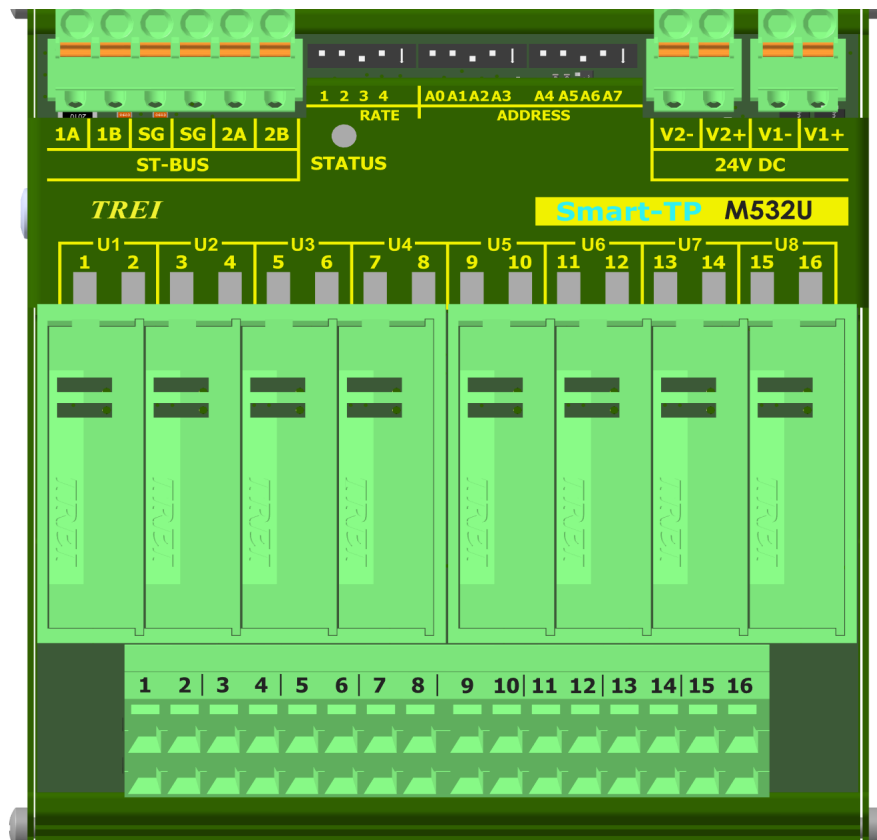 1 2 3 4 A0 A1 A2 A3 A4 A5 A6 A7
RATE ADDRESS
1A 1B SG SG 2A 2B STATUS V2- V2+ V1- V1+
ST-BUS 24V DC
TREI Smart-TP M532U
U1 U2 U3 U4 U5 U6 U7 U8
1 2 3 4 5 6 7 8 9 10 11 12 13 14 15 16
TREI TREI TREI TREI TREI TREI TREI TREI
1 2 | 3 4 | 5 6 | 7 8 | 9 10 | 11 12 | 13 14 | 15 16